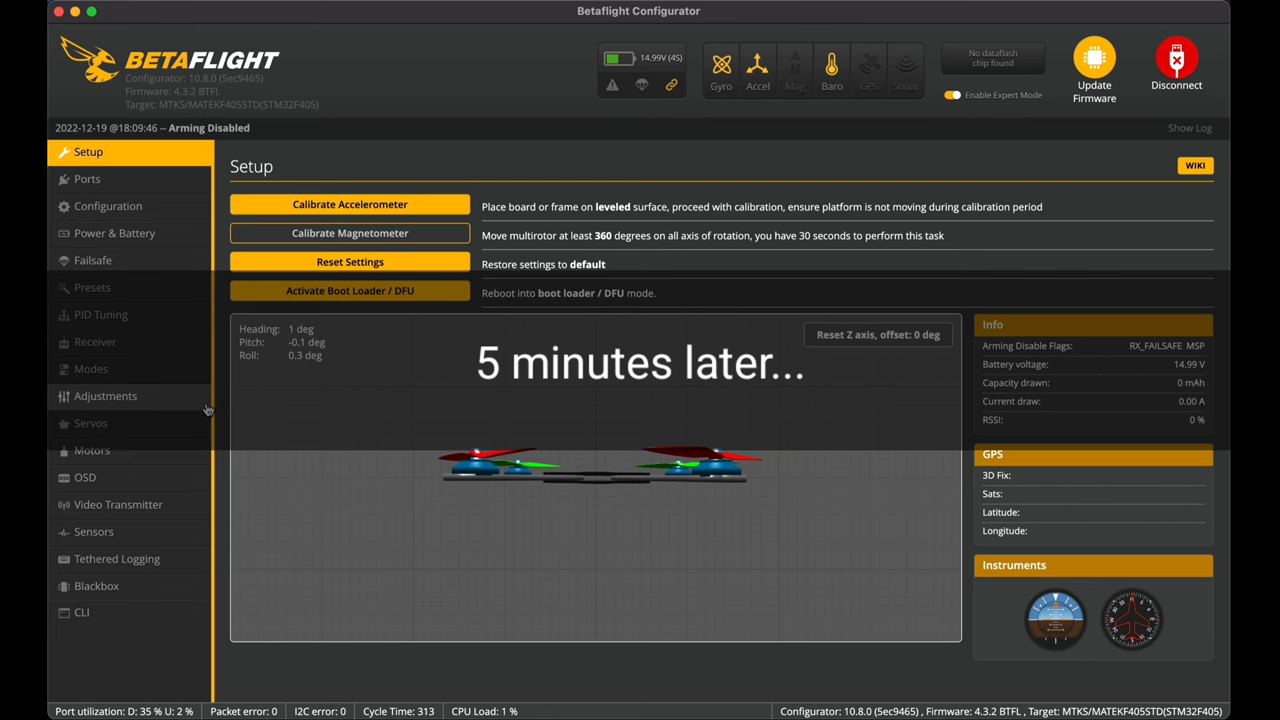 Betaflight Configurator
BETAFLIGHT
Configurator: 10.8.0 (5ec9465)
Firmware: 4.3.2 BTFL
Target: MTKS/MATEKF405STD(STM32F405)
14.99V (45)
Gyro
Accel
Mag
Baro
GPS
Sonar
No dataflash
chip found
Enable Expert Mode
Update
Firmware
Disconnect
2022-12-19 @18:09:46 -- Arming Disabled
Show Log
Setup
Ports
Configuration
Power & Battery
Failsafe
Presets
PID Tuning
Receiver
Modes
Adjustments
Servos
Motors
OSD
Video Transmitter
Sensors
Tethered Logging
Blackbox
CLI
Setup
WIKI
Calibrate Accelerometer
Place board or frame on leveled surface, proceed with calibration, ensure platform is not moving during calibration period
Calibrate Magnetometer
Move multirotor at least 360 degrees on all axis of rotation, you have 30 seconds to perform this task
Reset Settings
Restore settings to default
Activate Boot Loader / DFU
Reboot into boot loader / DFU mode.
Heading: 1 deg
Pitch: -0.1 deg
Roll: 0.3 deg
Reset Z axis, offset: 0 deg
5 minutes later...
Info
Arming Disable Flags: RX_FAILSAFE MSP
Battery voltage: 14.99 V
Capacity drawn: 0 mAh
Current draw: 0.00 A
RSSI: 0 %
GPS
3D Fix:
Sats:
Latitude:
Longitude:
Instruments
Port utilization: D: 35 % U: 2 %
Packet error: 0
I2C error: 0
Cycle Time: 313
CPU Load: 1 %
Configurator: 10.8.0 (5ec9465) , Firmware: 4.3.2 BTFL , Target: MTKS/MATEKF405STD(STM32F405)